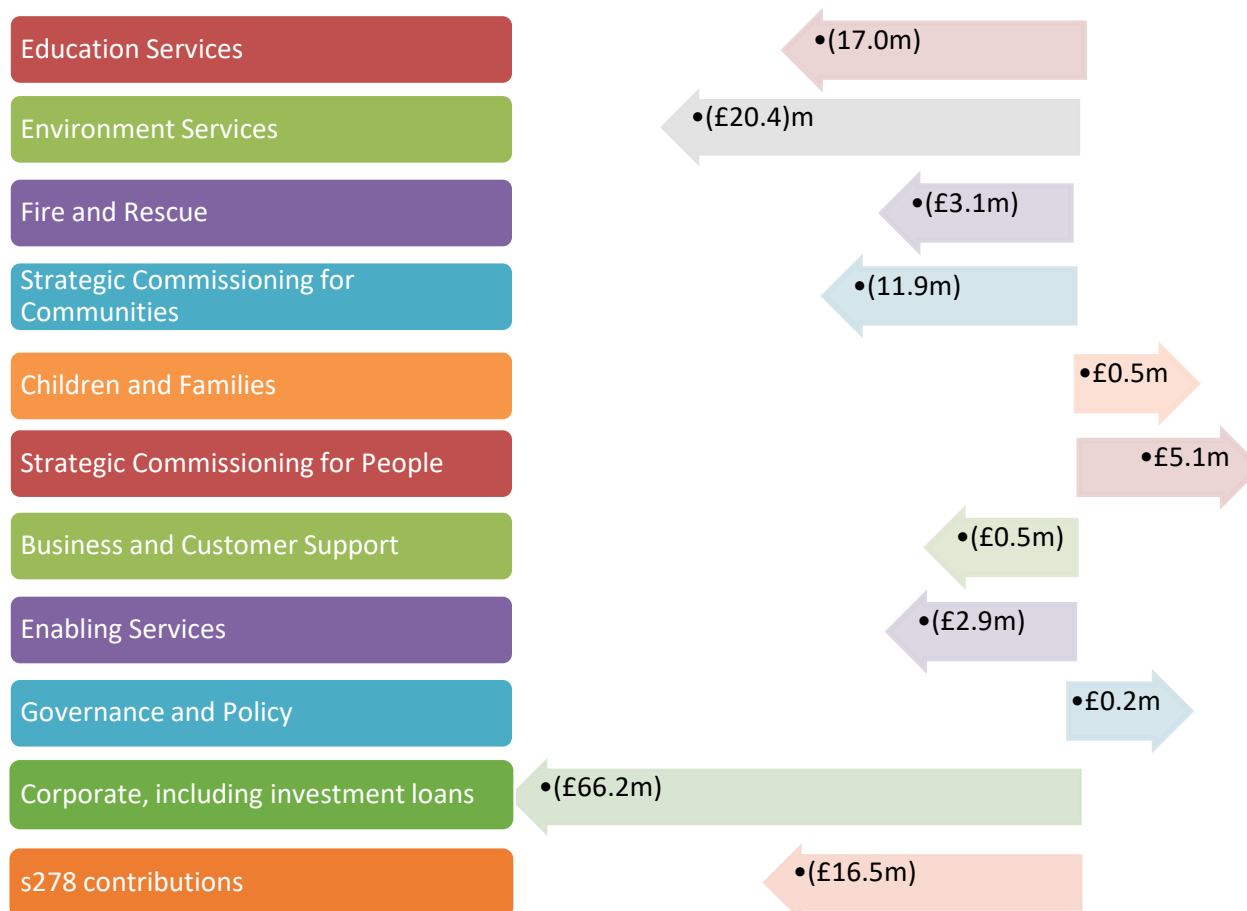 Education Services
•(17.0m)
Environment Services
•(£20.4)m
Fire and Rescue
•(£3.1m)
Strategic Commissioning for
Communities
•(11.9m)
Children and Families
•£0.5m
Strategic Commissioning for People
•£5.1m
Business and Customer Support
•(£0.5m)
Enabling Services
•(£2.9m)
Governance and Policy
•£0.2m
Corporate, including investment loans
•(£66.2m)
s278 contributions
•(£16.5m)